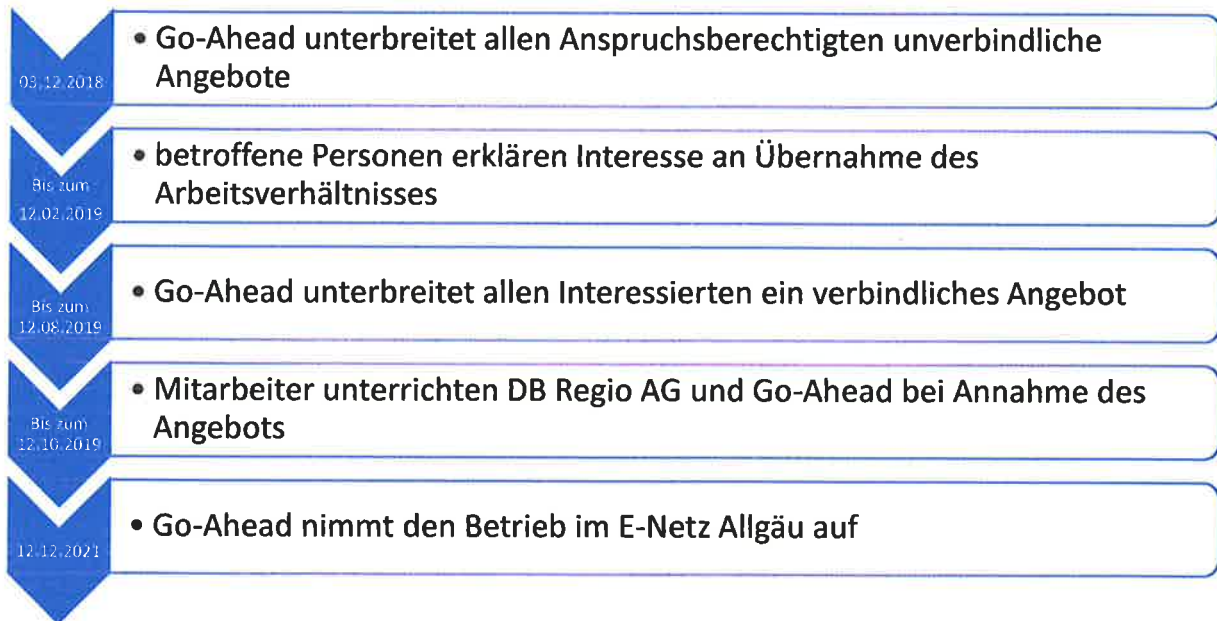 03.12.2018
• Go-Ahead unterbreitet allen Anspruchsberechtigten unverbindliche
Angebote
Bis zum
12.02.2019
• betroffene Personen erklären Interesse an Übernahme des
Arbeitsverhältnisses
Bis zum
12.08.2019
• Go-Ahead unterbreitet allen Interessierten ein verbindliches Angebot
Bis zum
12.10.2019
• Mitarbeiter unterrichten DB Regio AG und Go-Ahead bei Annahme des
Angebots
12.12.2021
• Go-Ahead nimmt den Betrieb im E-Netz Allgäu auf